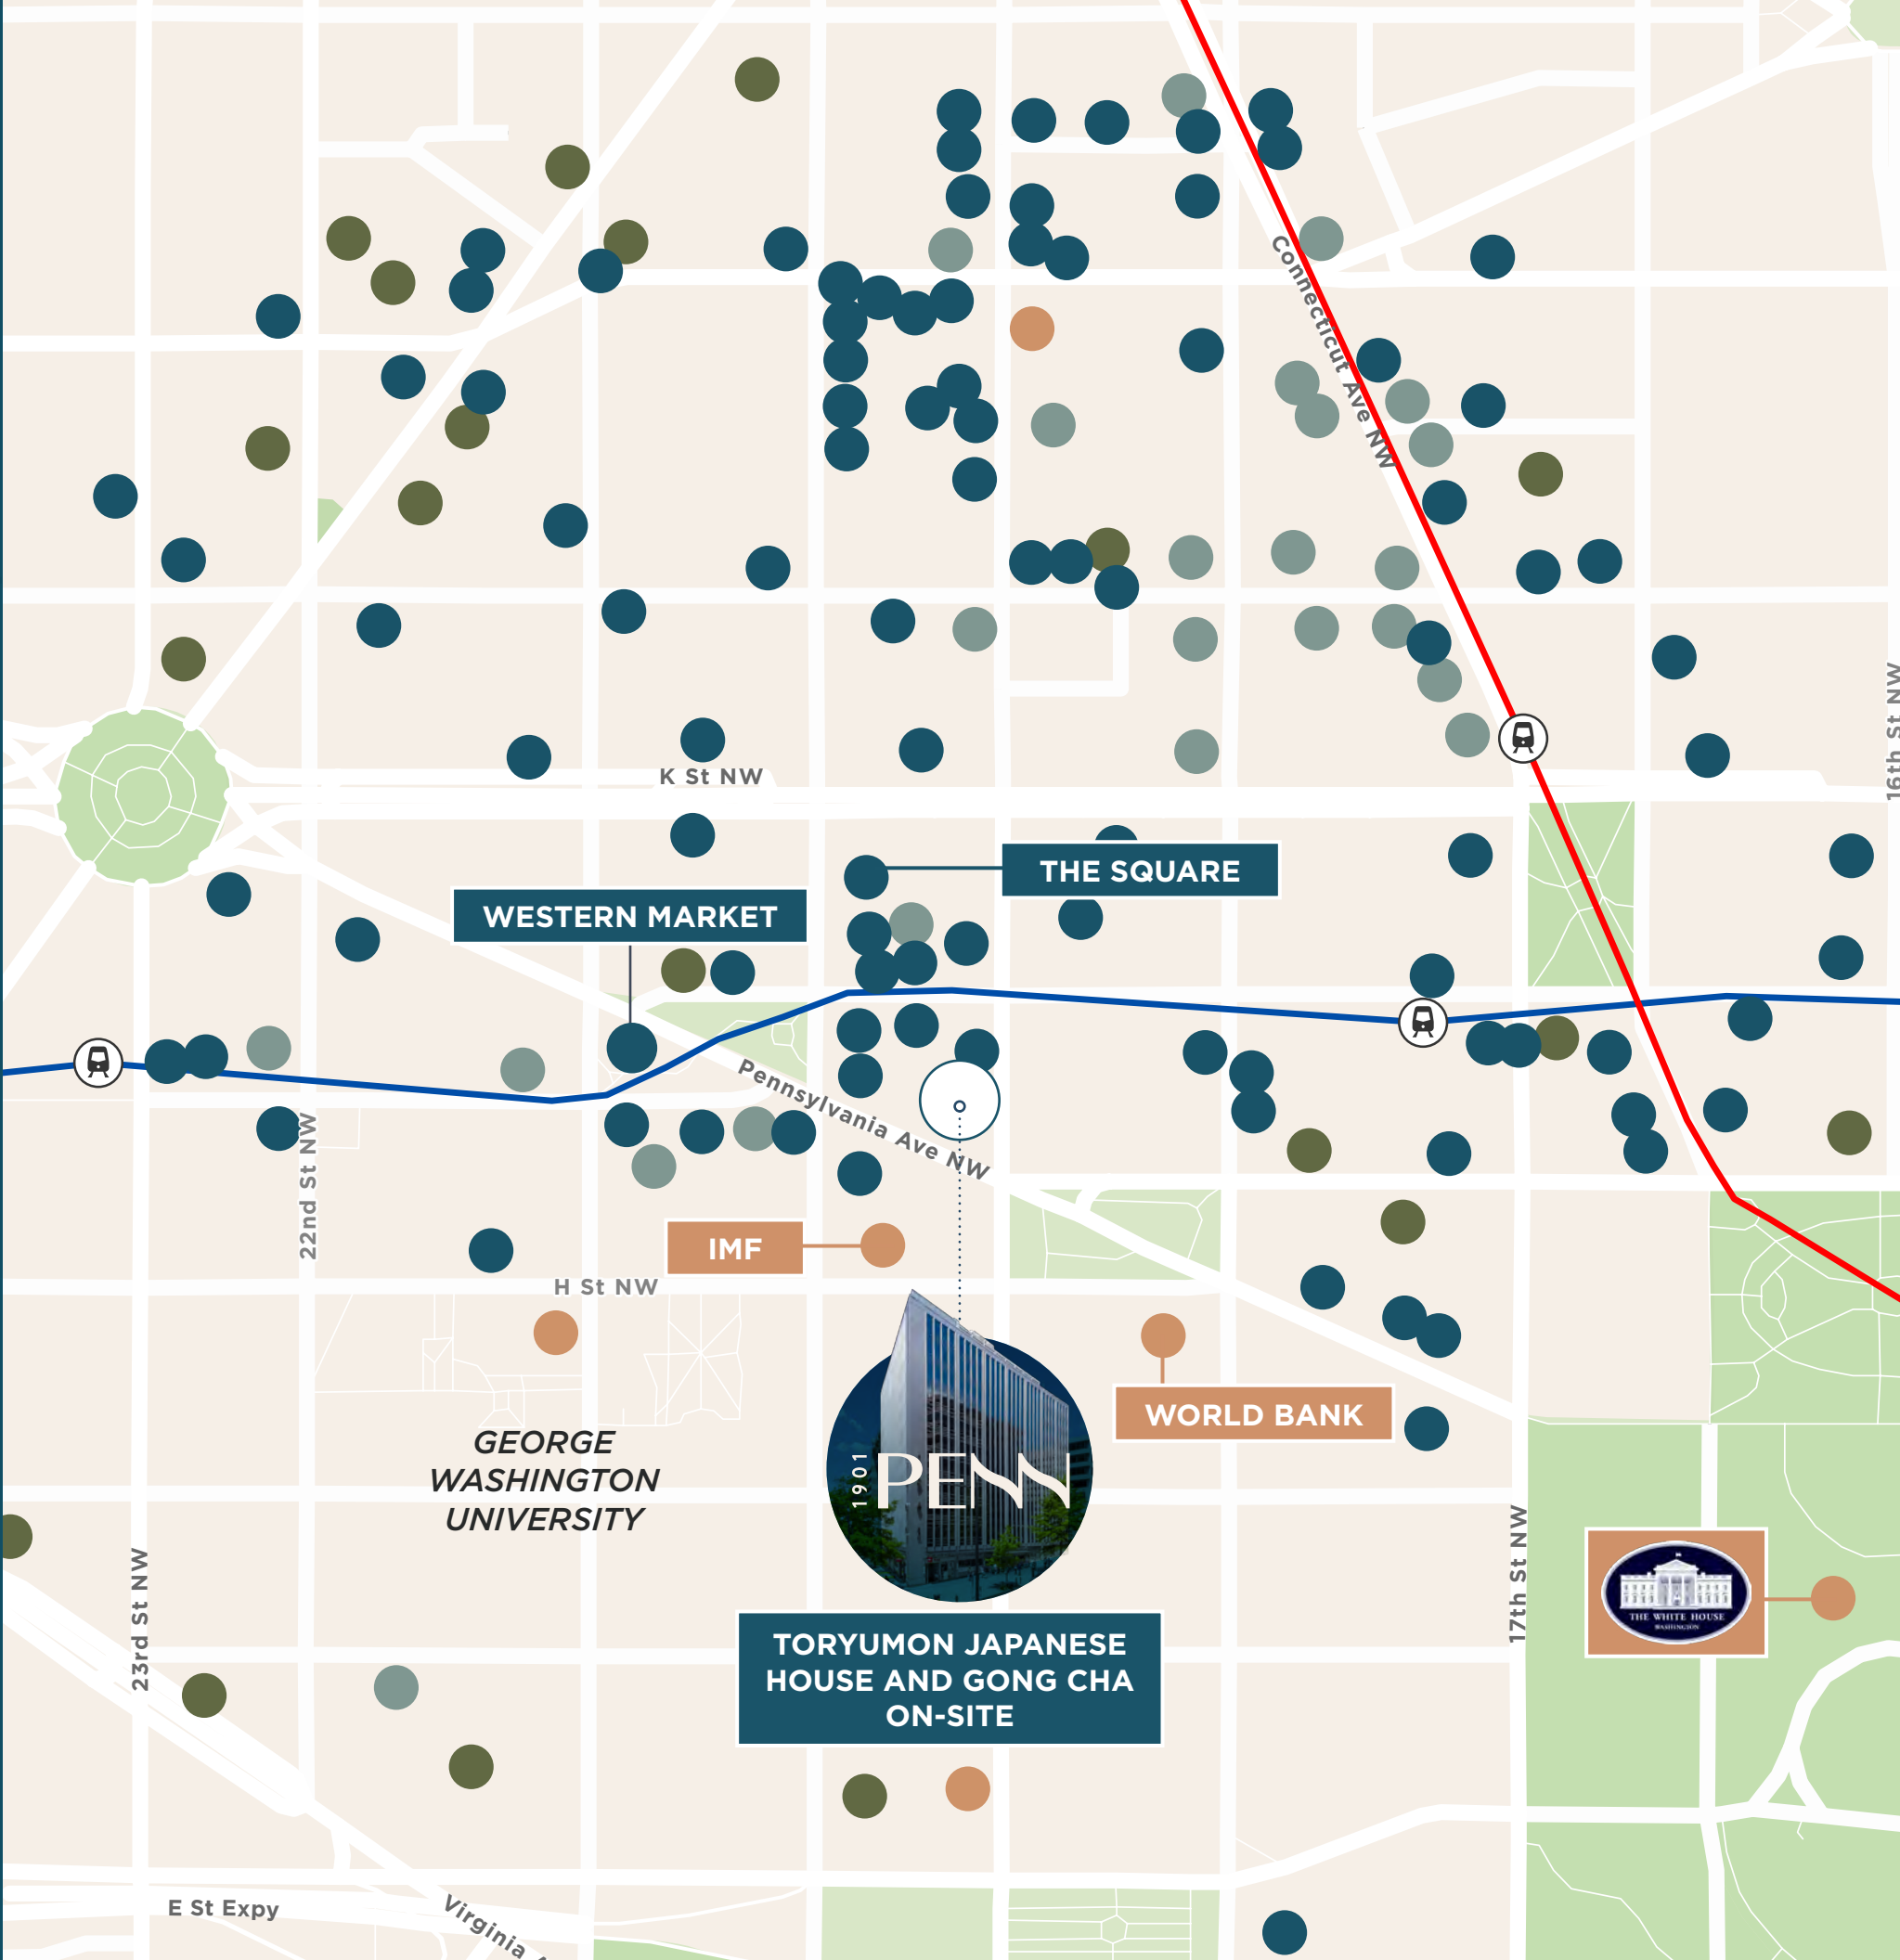 Connecticut Ave NW
16th St NW
K St NW
THE SQUARE
WESTERN MARKET
Pennsylvania Ave NW
22nd St NW
IMF
H St NW
WORLD BANK
GEORGE
WASHINGTON
UNIVERSITY
1901
PENN
17th St NW
23rd St NW
THE WHITE HOUSE
WASHINGTON
TORYUMON JAPANESE
HOUSE AND GONG CHA
ON-SITE
E St Expy
Virginia